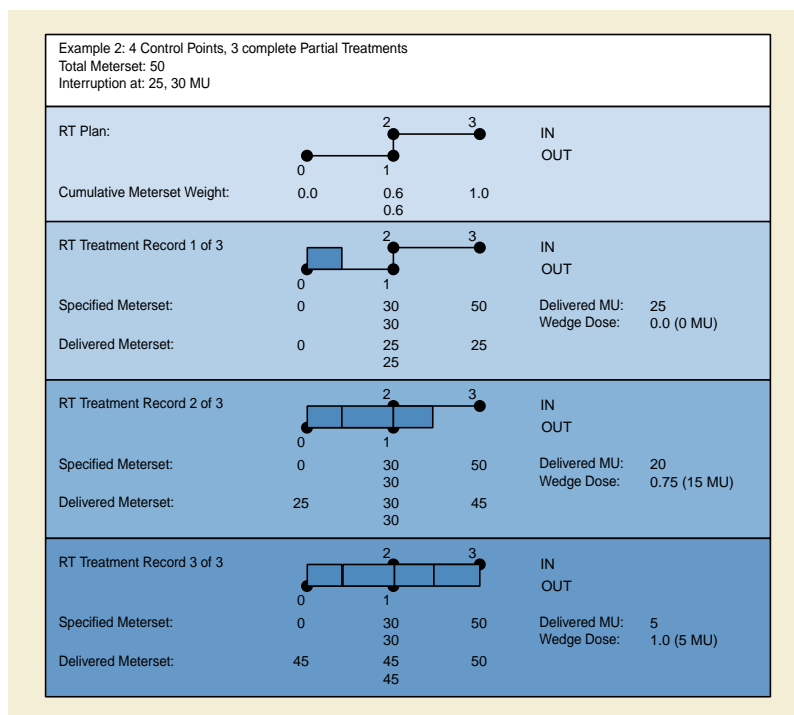 Example 2: 4 Control Points, 3 complete Partial Treatments
Total Meterset: 50
Interruption at: 25, 30 MU
RT Plan:
2 3 IN
OUT
0 1
Cumulative Meterset Weight: 0.0 0.6 1.0
0.6
RT Treatment Record 1 of 3
2 3 IN
OUT
0 1
Specified Meterset: 0 30 50 Delivered MU: 25
30 Wedge Dose: 0.0 (0 MU)
Delivered Meterset: 0 25 25
25
RT Treatment Record 2 of 3
2 3 IN
OUT
0 1
Specified Meterset: 0 30 50 Delivered MU: 20
30 Wedge Dose: 0.75 (15 MU)
Delivered Meterset: 25 30 45
30
RT Treatment Record 3 of 3
2 3 IN
OUT
0 1
Specified Meterset: 0 30 50 Delivered MU: 5
30 Wedge Dose: 1.0 (5 MU)
Delivered Meterset: 45 45 50
45